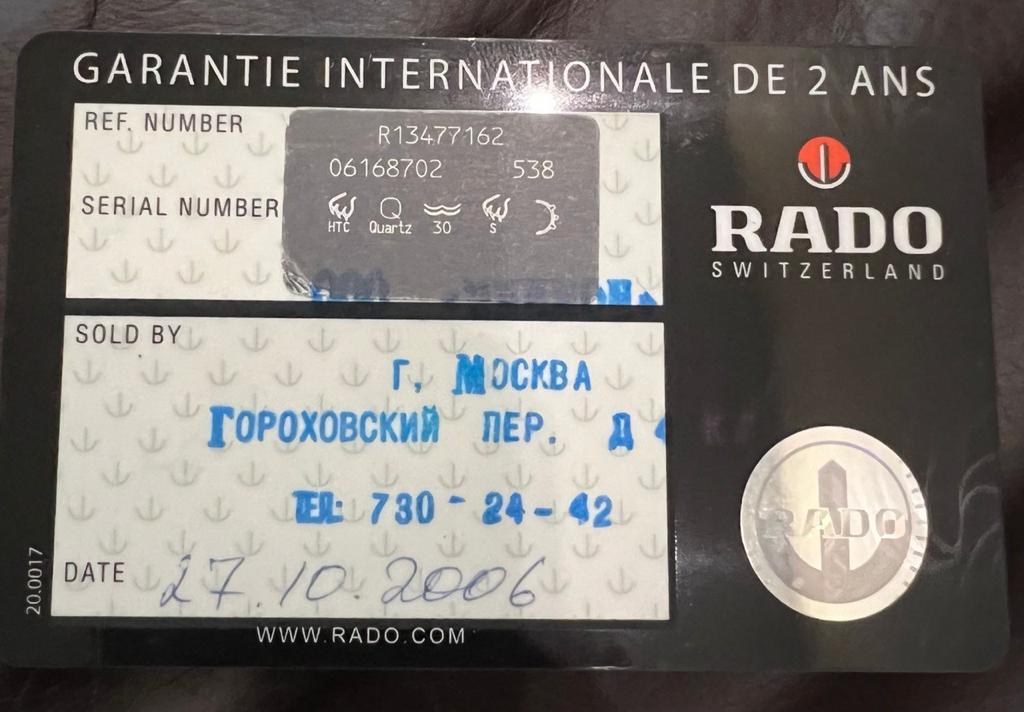 GARANTIE INTERNATIONALE DE 2 ANS
REF. NUMBER
R13477162
06168702 538
SERIAL NUMBER
HTC Quartz 30 S
RADO
SWITZERLAND
SOLD BY
Г, МОСКВА
ГОРОХОВСКИЙ ПЕР. Д
ТЕЛ: 730-24-42
DATE 27.10.2006
RADO
20.0017
WWW.RADO.COM